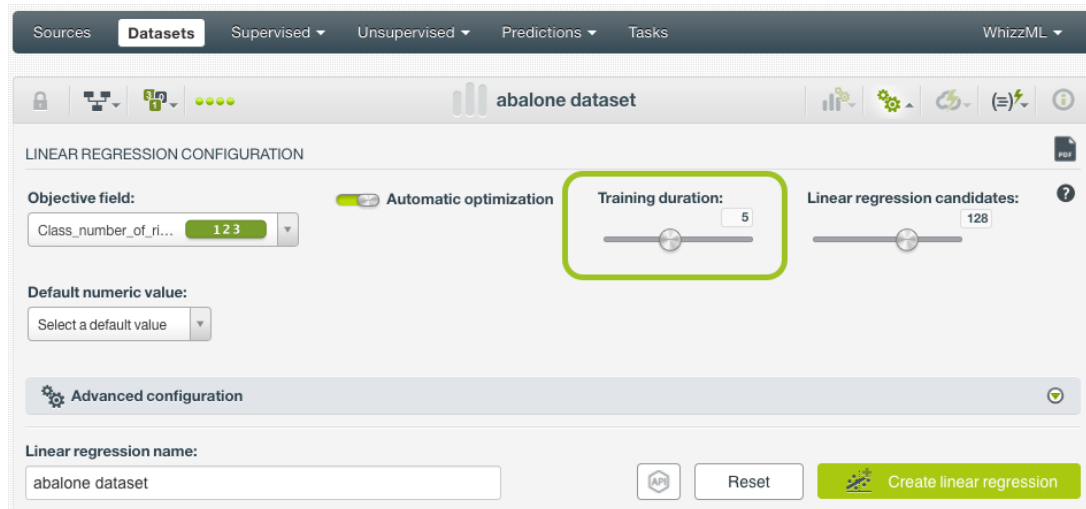 Sources Datasets Supervised Unsupervised Predictions Tasks WhizzML
abalone dataset
LINEAR REGRESSION CONFIGURATION
PDF
Objective field: Automatic optimization Training duration: Linear regression candidates:
5 128
Class_number_of_ri... 123
Default numeric value:
Select a default value
Advanced configuration
Linear regression name:
abalone dataset API Reset Create linear regression